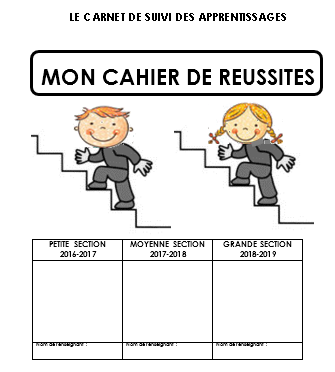 LE CARNET DE SUIVI DES APPRENTISSAGES
MON CAHIER DE REUSSITES
PETITE SECTION MOYENNE SECTION GRANDE SECTION
2016-2017 2017-2018 2018-2019
Nom de l'enseignant : Nom de l'enseignant : Nom de l'enseignant :